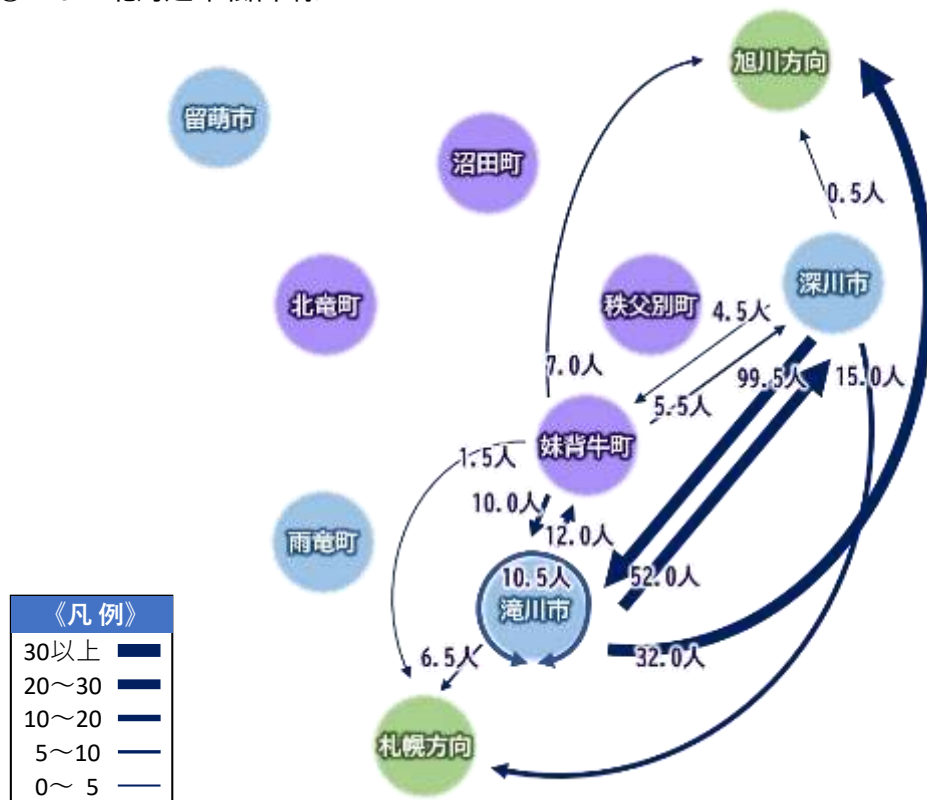 旭川方向
留萌市
沼田町
0.5人
深川市
北竜町
秩父別町
4.5人
7.0人
99.5人
15.0人
5.5人
妹背牛町
1.5人
10.0人
12.0人
雨竜町
10.5人
52.0人
滝川市
6.5人
32.0人
札幌方向
《凡 例》
30以上
20～30
10～20
5～10
0～ 5